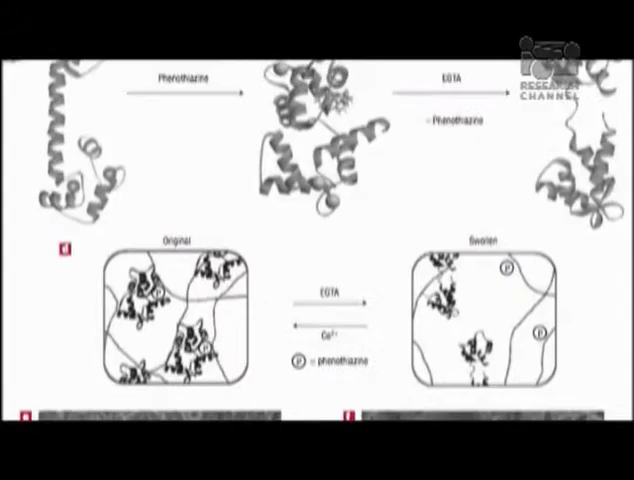 RESEARCH
CHANNEL
Phenothiazine
EGTA
- Phenothiazine
d
Original
Swollen
P
P
P
P
EGTA
Ca2+
P = phenothiazine
e
f